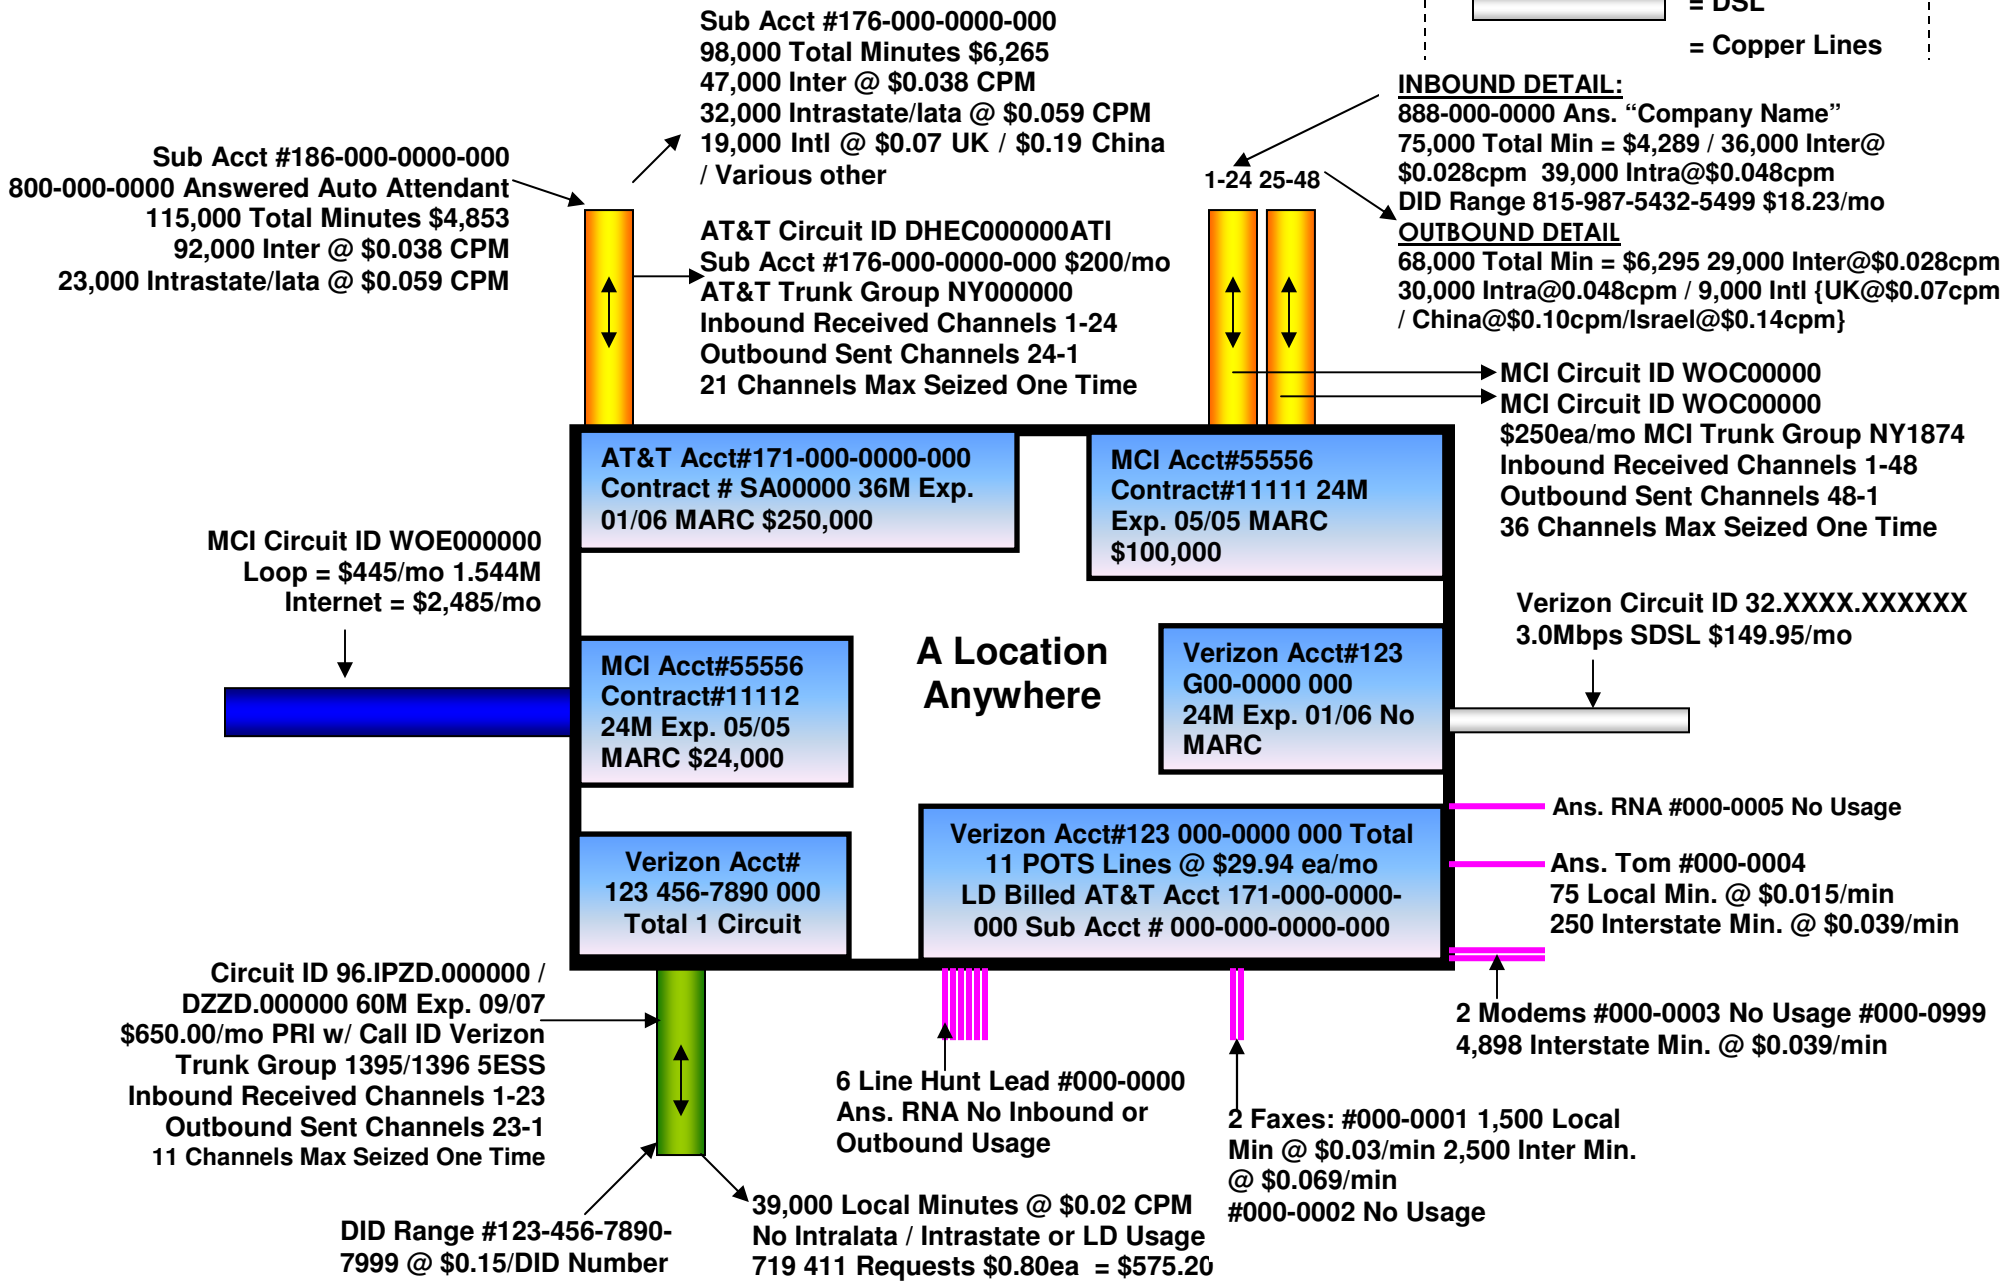 = DSL
= Copper Lines
Sub Acct #176-000-0000-000
98,000 Total Minutes $6,265
47,000 Inter @ $0.038 CPM
32,000 Intrastate/lata @ $0.059 CPM
19,000 Intl @ $0.07 UK / $0.19 China
/ Various other
Sub Acct #186-000-0000-000
800-000-0000 Answered Auto Attendant
115,000 Total Minutes $4,853
92,000 Inter @ $0.038 CPM
23,000 Intrastate/lata @ $0.059 CPM
AT&T Circuit ID DHEC000000ATI
Sub Acct #176-000-0000-000 $200/mo
AT&T Trunk Group NY000000
Inbound Received Channels 1-24
Outbound Sent Channels 24-1
21 Channels Max Seized One Time
1-24 25-48
INBOUND DETAIL:
888-000-0000 Ans. “Company Name”
75,000 Total Min = $4,289 / 36,000 Inter@
$0.028cpm 39,000 Intra@$0.048cpm
DID Range 815-987-5432-5499 $18.23/mo
OUTBOUND DETAIL
68,000 Total Min = $6,295 29,000 Inter@$0.028cpm
30,000 Intra@0.048cpm / 9,000 Intl {UK@$0.07cpm
/ China@$0.10cpm/Israel@$0.14cpm}
MCI Circuit ID WOC00000
MCI Circuit ID WOC00000
$250ea/mo MCI Trunk Group NY1874
Inbound Received Channels 1-48
Outbound Sent Channels 48-1
36 Channels Max Seized One Time
AT&T Acct#171-000-0000-000
Contract # SA00000 36M Exp.
01/06 MARC $250,000
MCI Acct#55556
Contract#11111 24M
Exp. 05/05 MARC
$100,000
MCI Circuit ID WOE000000
Loop = $445/mo 1.544M
Internet = $2,485/mo
MCI Acct#55556
Contract#11112
24M Exp. 05/05
MARC $24,000
A Location
Anywhere
Verizon Acct#123
G00-0000 000
24M Exp. 01/06 No
MARC
Verizon Circuit ID 32.XXXX.XXXXXX
3.0Mbps SDSL $149.95/mo
Verizon Acct#
123 456-7890 000
Total 1 Circuit
Verizon Acct#123 000-0000 000 Total
11 POTS Lines @ $29.94 ea/mo
LD Billed AT&T Acct 171-000-0000-
000 Sub Acct # 000-000-0000-000
Ans. RNA #000-0005 No Usage
Ans. Tom #000-0004
75 Local Min. @ $0.015/min
250 Interstate Min. @ $0.039/min
2 Modems #000-0003 No Usage #000-0999
4,898 Interstate Min. @ $0.039/min
Circuit ID 96.IPZD.000000 /
DZZD.000000 60M Exp. 09/07
$650.00/mo PRI w/ Call ID Verizon
Trunk Group 1395/1396 5ESS
Inbound Received Channels 1-23
Outbound Sent Channels 23-1
11 Channels Max Seized One Time
6 Line Hunt Lead #000-0000
Ans. RNA No Inbound or
Outbound Usage
2 Faxes: #000-0001 1,500 Local
Min @ $0.03/min 2,500 Inter Min.
@ $0.069/min
#000-0002 No Usage
DID Range #123-456-7890-
7999 @ $0.15/DID Number
39,000 Local Minutes @ $0.02 CPM
No Intralata / Intrastate or LD Usage
719 411 Requests $0.80ea = $575.20